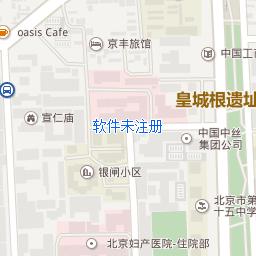 oasis Cafe
京丰旅馆
中国工商
皇城根遗址
宣仁庙
软件未注册
中国中丝
集团公司
银闸小区
北京市第
十五中学
北京妇产医院-住院部